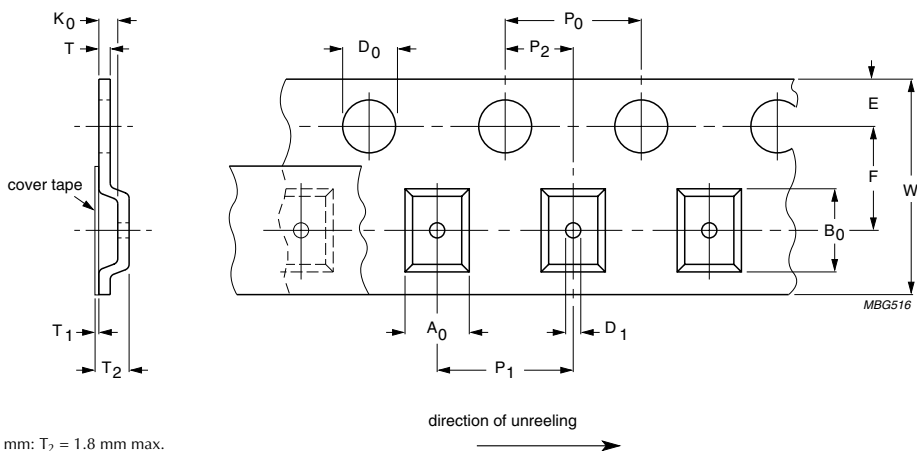 K0
T
D0
P0
P2
E
F
W
cover tape
B0
MBG516
T1
T2
A0
D1
P1
direction of unreeling
mm: T2 = 1.8 mm max.